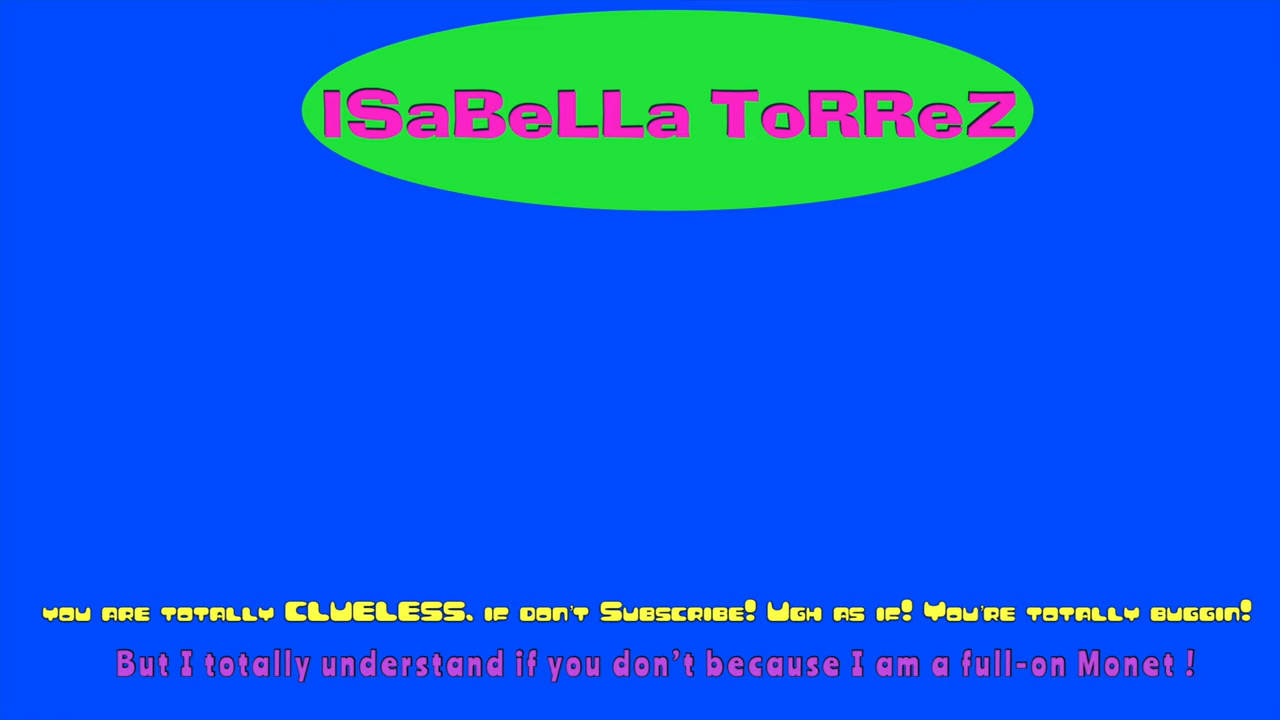 ISaBeLLa ToRReZ
YOU ARE TOTALLY CLUELESS. IF DON'T SUBSCRIBE! UGH AS IF! YOU'RE TOTALLY BUGGIN!
But I totally understand if you don't because I am a full-on Monet !